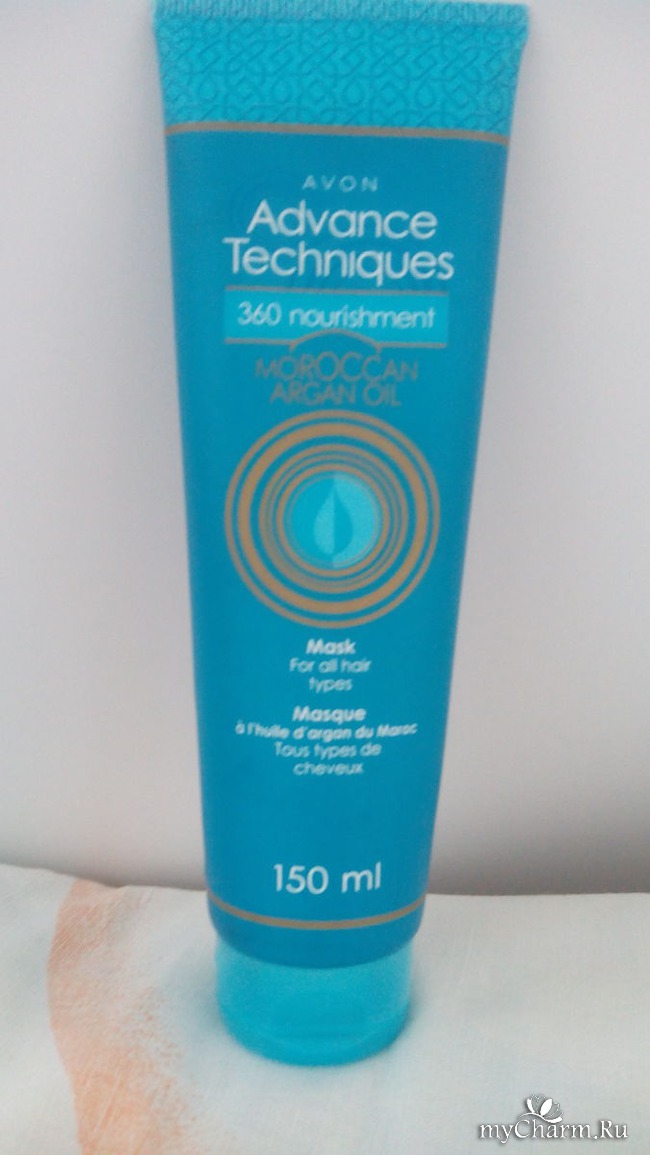 AVON
Advance
Techniques
360 nourishment
MOROCCAN
ARGAN OIL
Mask
For all hair
types
Masque
à l'huile d'argan du Maroc
Tous types de
cheveux
150 ml
myCharm.Ru